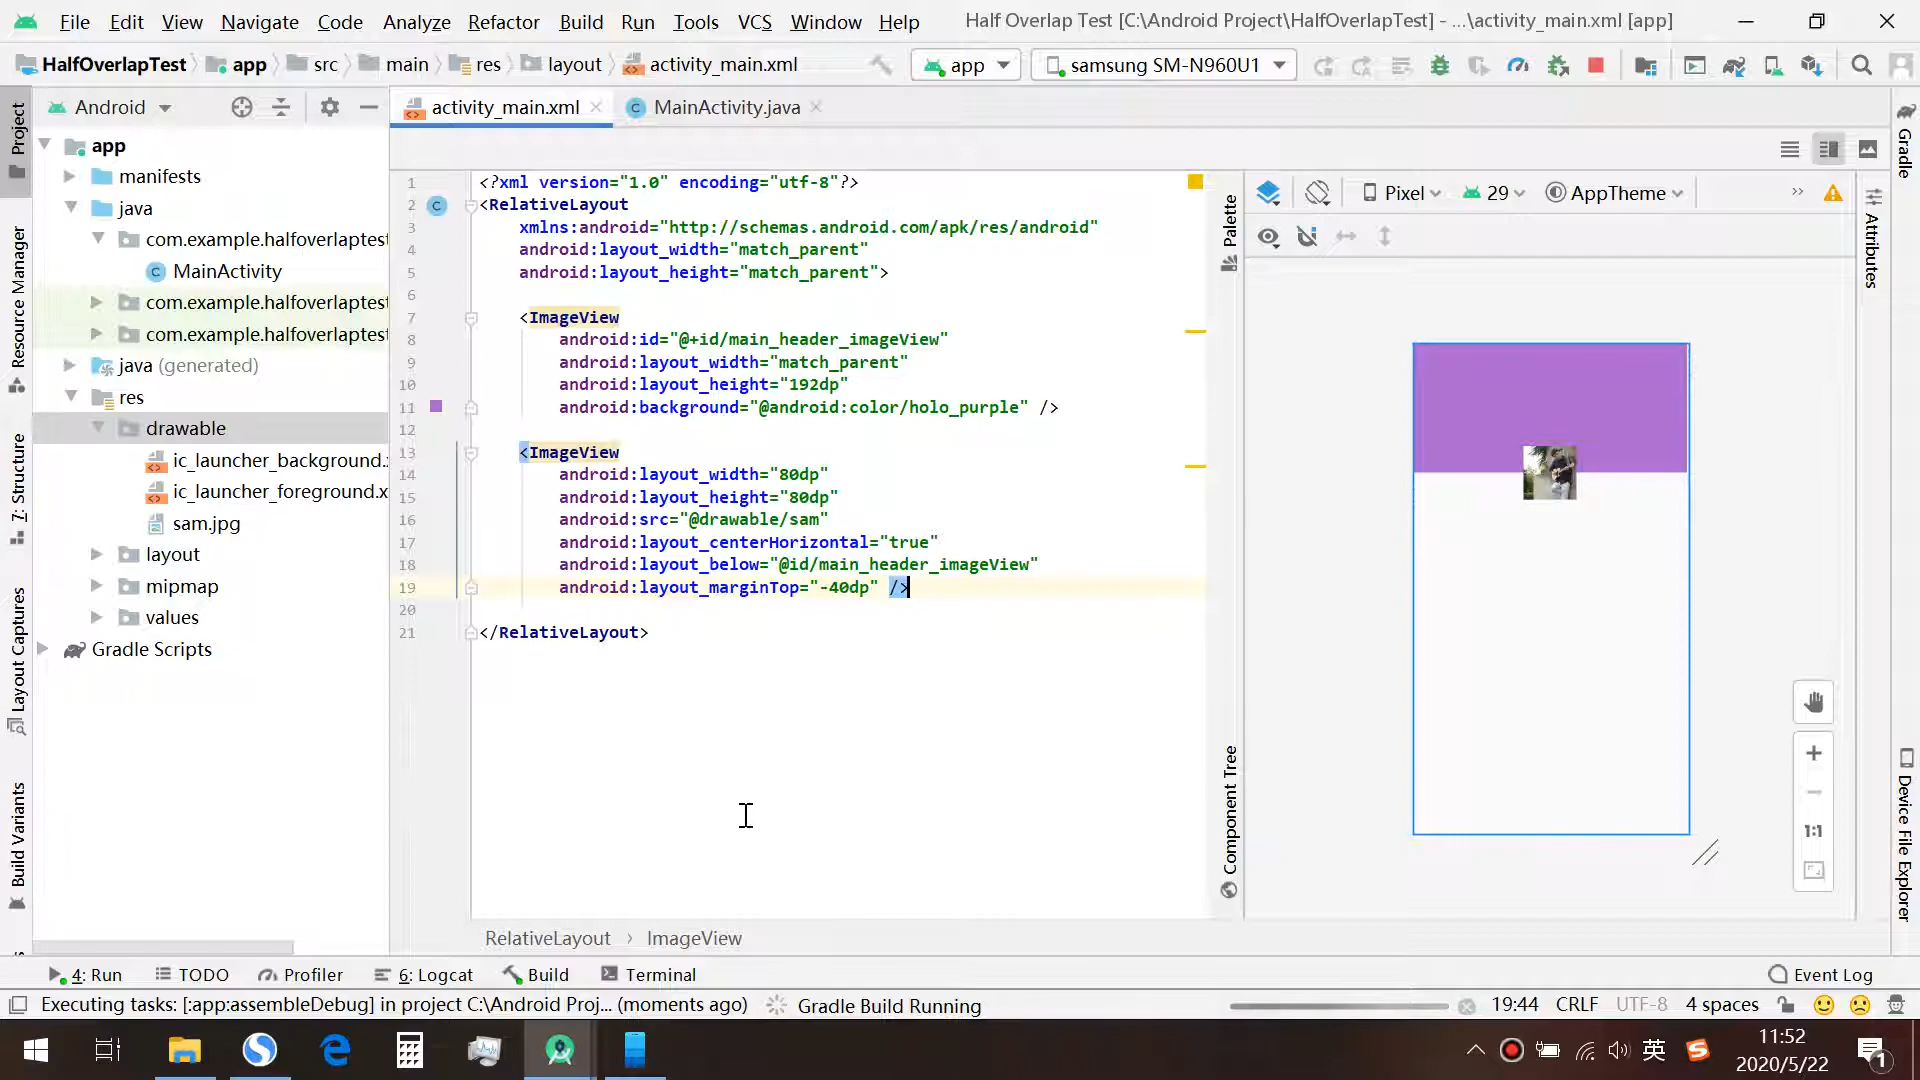 File Edit View Navigate Code Analyze Refactor Build Run Tools VCS Window Help Half Overlap Test [C:\Android Project\HalfOverlapTest] - ...\activity_main.xml [app]
HalfOverlapTest app src main res layout activity_main.xml app samsung SM-N960U1
Android
activity_main.xml MainActivity.java
Project
Resource Manager
7: Structure
Layout Captures
Build Variants
app
manifests
java
com.example.halfoverlaptest
MainActivity
com.example.halfoverlaptest
com.example.halfoverlaptest
java (generated)
res
drawable
ic_launcher_background.
ic_launcher_foreground.x
sam.jpg
layout
mipmap
values
Gradle Scripts
1 <?xml version="1.0" encoding="utf-8"?>
2 <RelativeLayout
3 xmlns:android="http://schemas.android.com/apk/res/android"
4 android:layout_width="match_parent"
5 android:layout_height="match_parent">
6
7 <ImageView
8 android:id="@+id/main_header_imageView"
9 android:layout_width="match_parent"
10 android:layout_height="192dp"
11 android:background="@android:color/holo_purple" />
12
13 <ImageView
14 android:layout_width="80dp"
15 android:layout_height="80dp"
16 android:src="@drawable/sam"
17 android:layout_centerHorizontal="true"
18 android:layout_below="@id/main_header_imageView"
19 android:layout_marginTop="-40dp" />
20
21 </RelativeLayout>
RelativeLayout › ImageView
Palette
Component Tree
Pixel 29 AppTheme
1:1
Gradle
Attributes
Device File Explorer
4: Run TODO Profiler 6: Logcat Build Terminal Event Log
Executing tasks: [:app:assembleDebug] in project C:\Android Proj... (moments ago) Gradle Build Running 19:44 CRLF UTF-8 4 spaces
英
11:52
2020/5/22
1